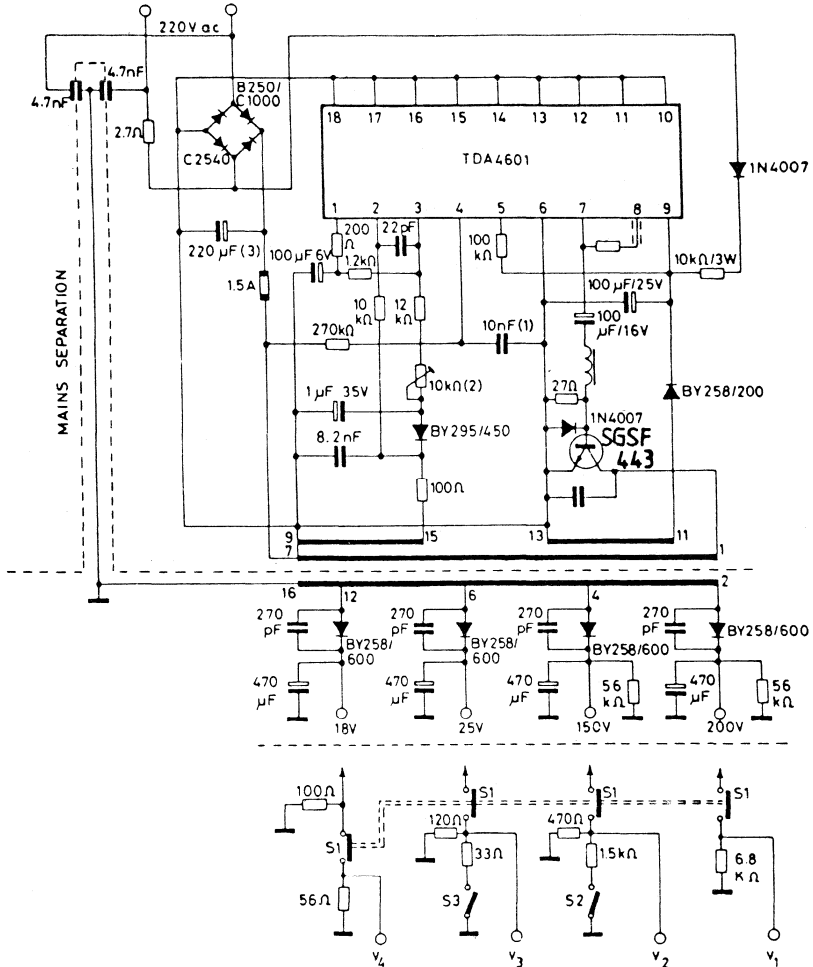 220V ac
4.7nF
4.7nF
B250/
C1000
2.7Ω
C2540
18 17 16 15 14 13 12 11 10
TDA4601
1 2 3 4 5 6 7 8 9
1N4007
220 µF (3)
1.5A
MAINS SEPARATION
200
Ω
22pF
100 µF 6V
1.2kΩ
100
kΩ
10kΩ/3W
100 µF/25V
10
kΩ
12
kΩ
270kΩ
10nF(1)
100
µF/16V
10kΩ(2)
27Ω
BY258/200
1µF 35V
1N4007
BY295/450
SGSF
443
8.2nF
100Ω
9
15
13
11
7
1
16
12
6
4
2
270
pF
BY258/
600
270
pF
BY258/
600
270
pF
BY258/600
270
pF
BY258/600
470
µF
470
µF
470
µF
56
kΩ
470
µF
56
kΩ
18V
25V
150V
200V
100Ω
S1
S1
S1
120Ω
470Ω
S1
33Ω
1.5kΩ
6.8
KΩ
56Ω
S3
S2
V4
V3
V2
V1